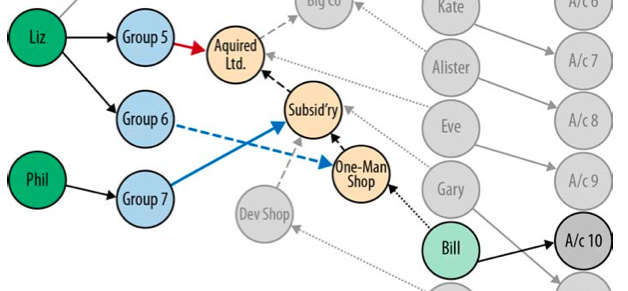 Big Co
Kate
A/c 6
Liz
Group 5
Aquired
Ltd.
Alister
A/c 7
Group 6
Subsid'ry
Eve
A/c 8
Phil
Group 7
One-Man
Shop
Gary
A/c 9
Dev Shop
Bill
A/c 10